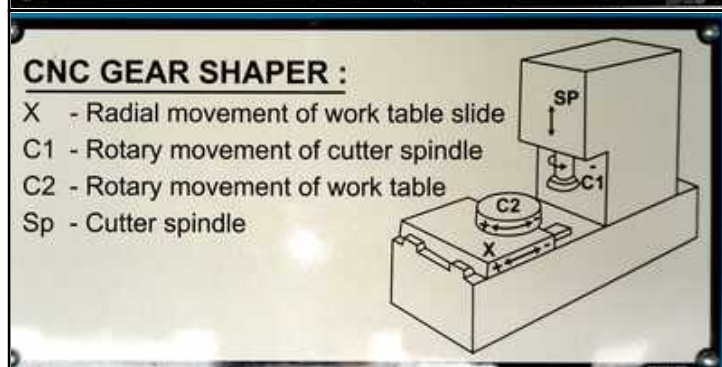 CNC GEAR SHAPER :
X - Radial movement of work table slide
C1 - Rotary movement of cutter spindle
C2 - Rotary movement of work table
Sp - Cutter spindle
SP
- C1
C2
+ -
X
+ -